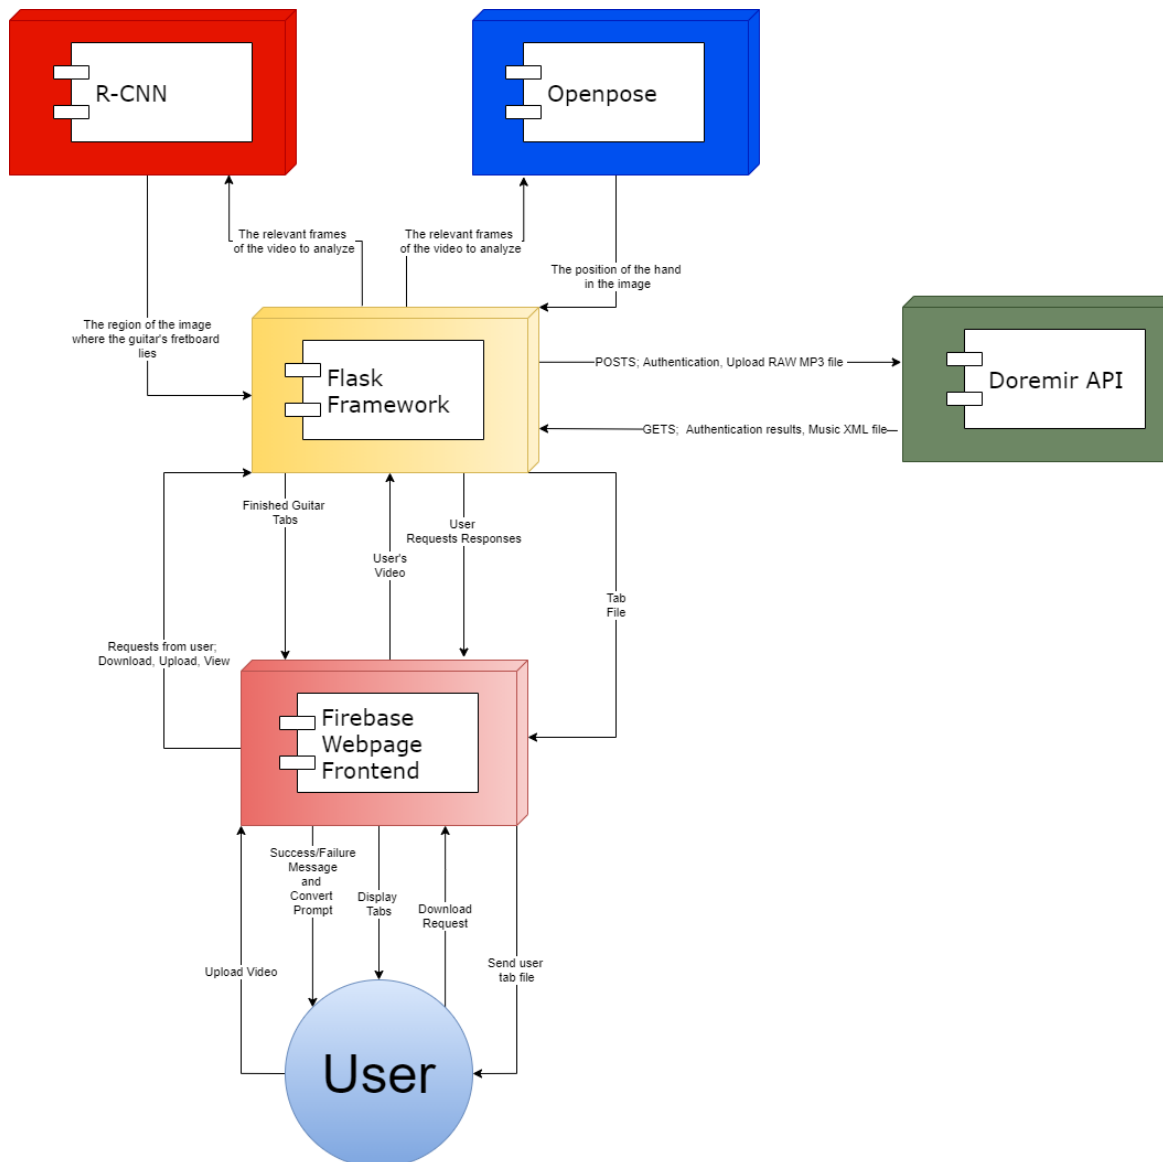 R-CNN
Openpose
The relevant frames
of the video to analyze
The relevant frames
of the video to analyze
The position of the hand
in the image
The region of the image
where the guitar's fretboard
lies
Flask
Framework
POSTS; Authentication, Upload RAW MP3 file
GETS;  Authentication results, Music XML file
Doremir API
Finished Guitar
Tabs
User's
Video
User
Requests Responses
Tab
File
Requests from user;
Download, Upload, View
Firebase
Webpage
Frontend
Upload Video
Success/Failure
Message
and
Convert
Prompt
Display
Tabs
Download
Request
Send user
tab file
User